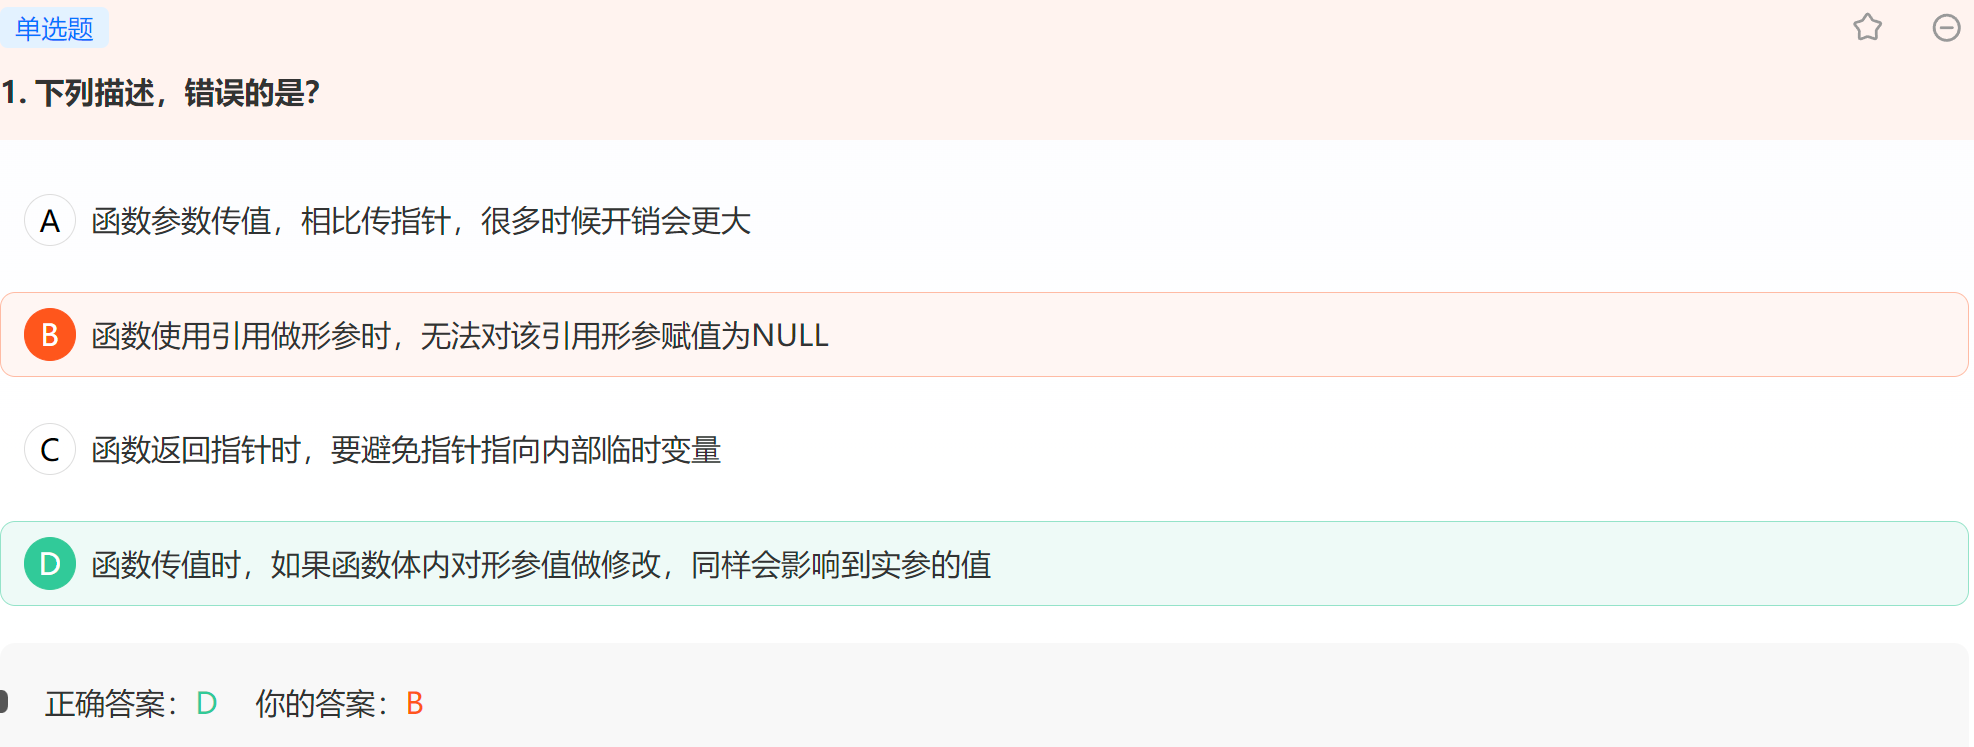 单选题
1. 下列描述，错误的是？
A 函数参数传值，相比传指针，很多时候开销会更大
B 函数使用引用做形参时，无法对该引用形参赋值为NULL
C 函数返回指针时，要避免指针指向内部临时变量
D 函数传值时，如果函数体内对形参值做修改，同样会影响到实参的值
正确答案：D 你的答案：B